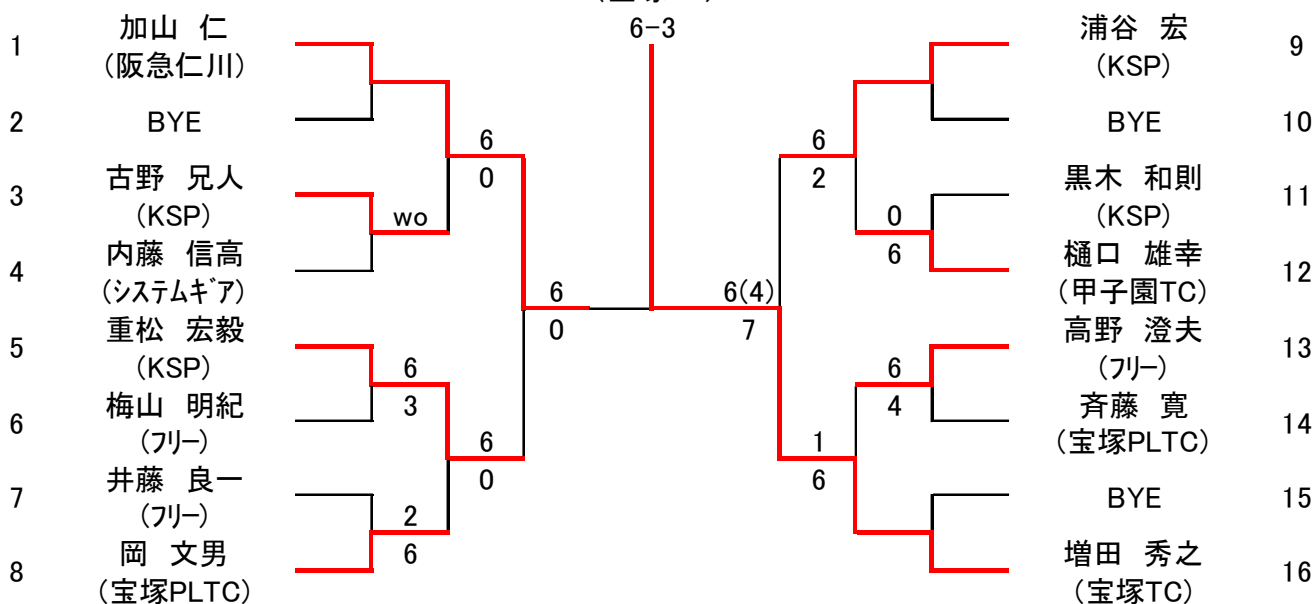 6-3
1
加山 仁
(阪急仁川)
2
BYE
3
古野 兄人
(KSP)
4
内藤 信高
(システムギア)
5
重松 宏毅
(KSP)
6
梅山 明紀
(フリー)
7
井藤 良一
(フリー)
8
岡 文男
(宝塚PLTC)
6
0
wo
6
3
6
0
2
6
6
0
6(4)
7
6
2
0
6
6
4
1
6
浦谷 宏
(KSP)
9
BYE
10
黒木 和則
(KSP)
11
樋口 雄幸
(甲子園TC)
12
高野 澄夫
(フリー)
13
斉藤 寛
(宝塚PLTC)
14
BYE
15
増田 秀之
(宝塚TC)
16